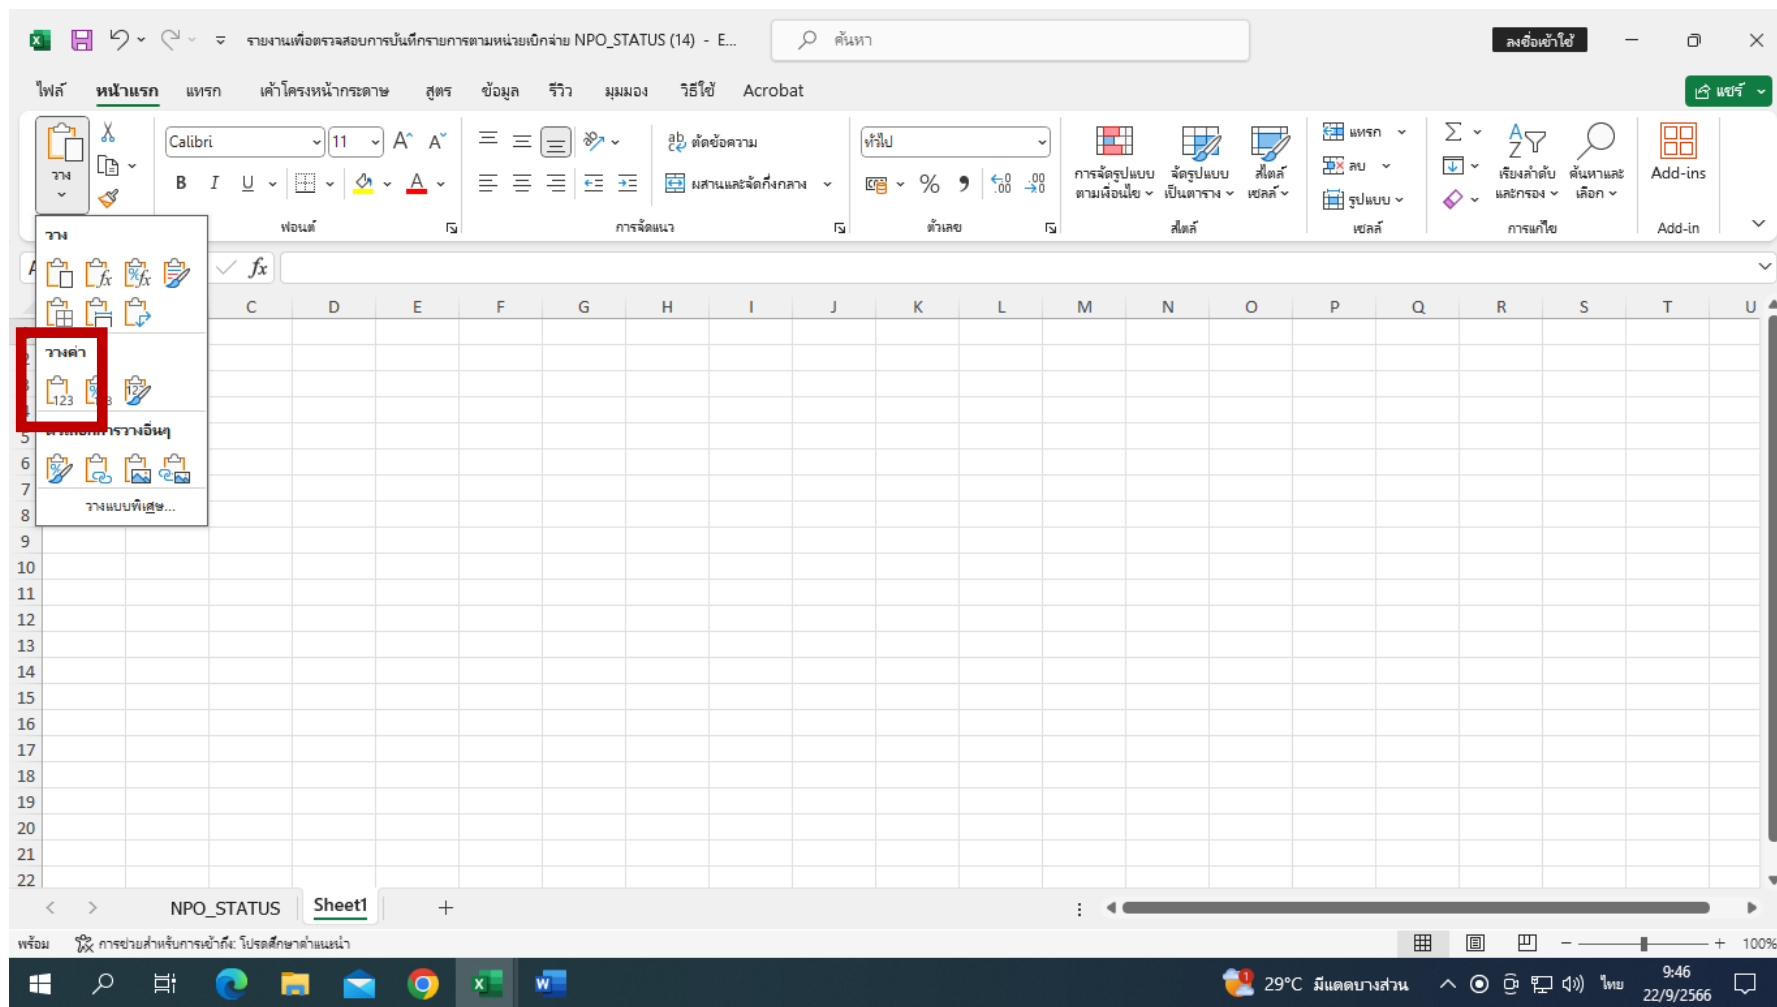 รายงานเพื่อตรวจสอบการบันทึกรายการตามหน่วยเบิกจ่าย NPO_STATUS (14) - E...
ค้นหา
ลงชื่อเข้าใช้
ไฟล์ หน้าแรก แทรก เค้าโครงหน้ากระดาษ สูตร ข้อมูล รีวิว มุมมอง วิธีใช้ Acrobat
แชร์
วาง
Calibri 11
ตัดข้อความ
ผสานและจัดกึ่งกลาง
ทั่วไป
การจัดรูปแบบ
ตามเงื่อนไข
จัดรูปแบบ
เป็นตาราง
สไตล์
เซลล์
แทรก
ลบ
รูปแบบ
เรียงลำดับ
และกรอง
ค้นหาและ
เลือก
Add-ins
ฟอนต์ การจัดแนว ตัวเลข สไตล์ เซลล์ การแก้ไข Add-in
วาง
วางค่า
วางแบบพิเศษ...
C D E F G H I J K L M N O P Q R S T U
5
6
7
8
9
10
11
12
13
14
15
16
17
18
19
20
21
22
NPO_STATUS Sheet1
พร้อม การช่วยสำหรับการเข้าถึง: โปรดศึกษาคำแนะนำ
100%
29°C มีแดดบางส่วน
ไทย
9:46
22/9/2566